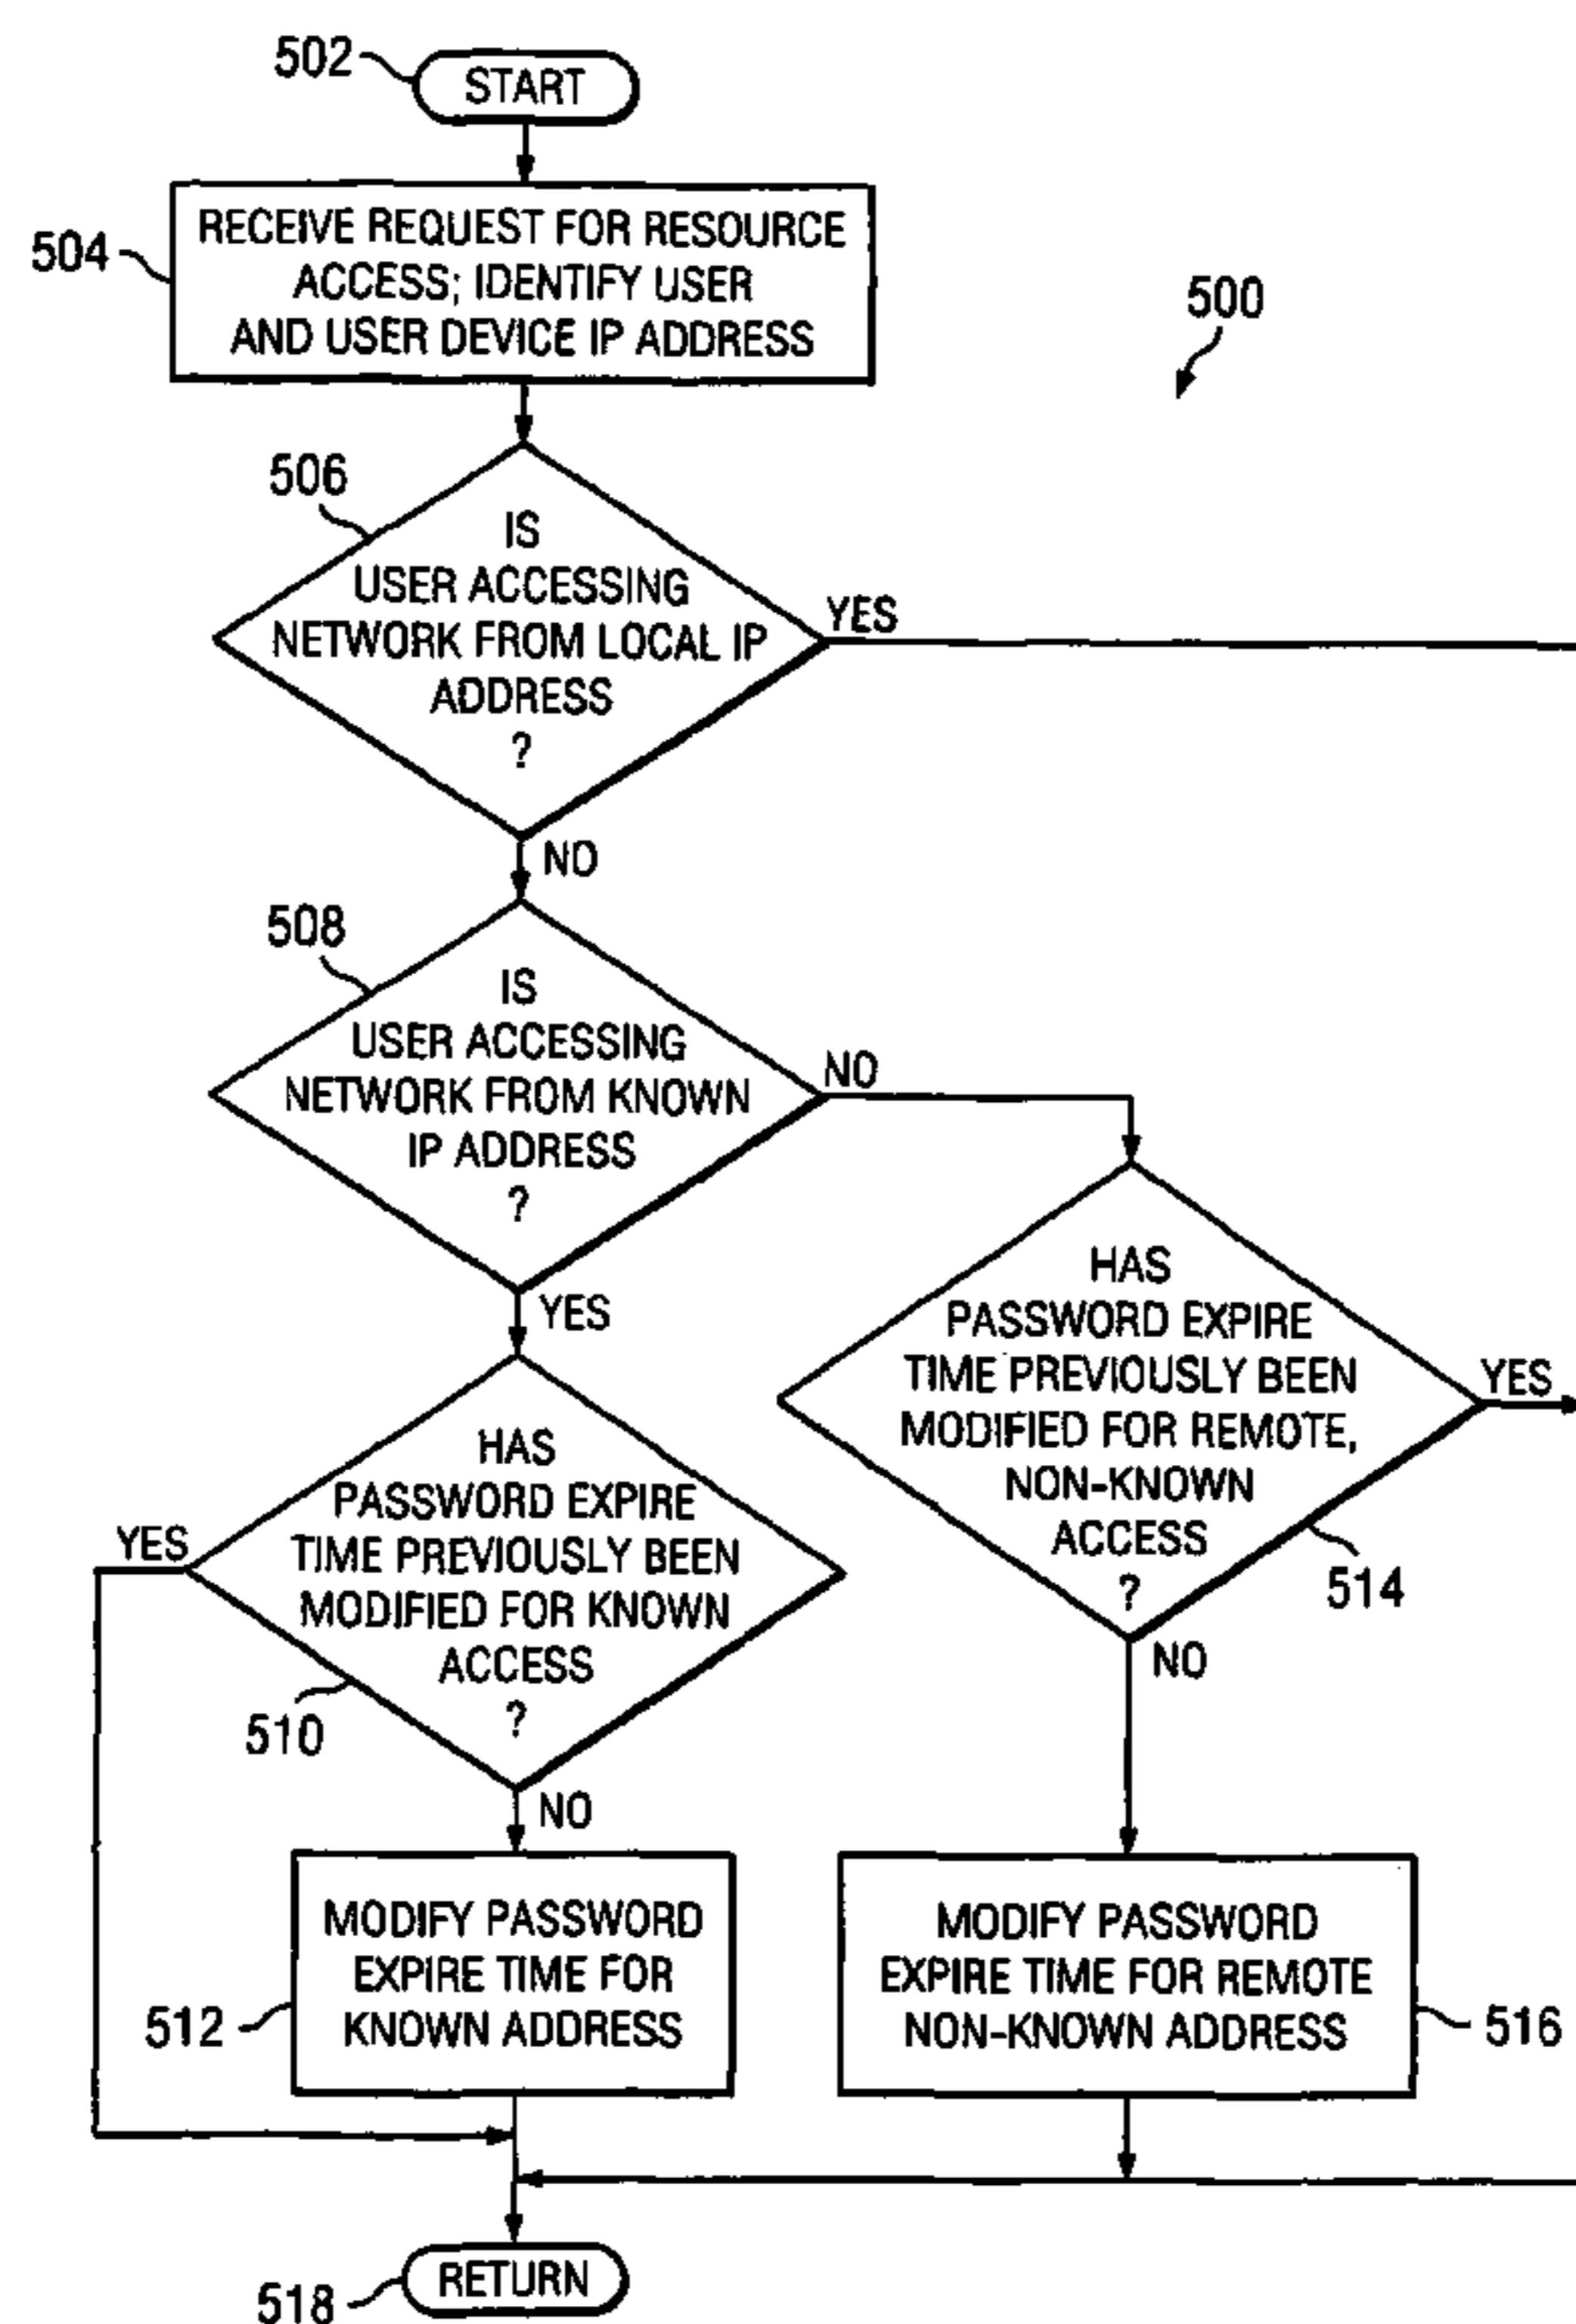 502
START
504
RECEIVE REQUEST FOR RESOURCE
ACCESS; IDENTIFY USER
AND USER DEVICE IP ADDRESS
500
506
IS
USER ACCESSING
NETWORK FROM LOCAL IP
ADDRESS
?
YES
NO
508
IS
USER ACCESSING
NETWORK FROM KNOWN
IP ADDRESS
?
NO
YES
HAS
PASSWORD EXPIRE
TIME PREVIOUSLY BEEN
MODIFIED FOR REMOTE,
NON-KNOWN
ACCESS
?
YES
514
NO
HAS
PASSWORD EXPIRE
TIME PREVIOUSLY BEEN
MODIFIED FOR KNOWN
ACCESS
?
YES
510
NO
MODIFY PASSWORD
EXPIRE TIME FOR
KNOWN ADDRESS
512
MODIFY PASSWORD
EXPIRE TIME FOR REMOTE
NON-KNOWN ADDRESS
516
RETURN
518